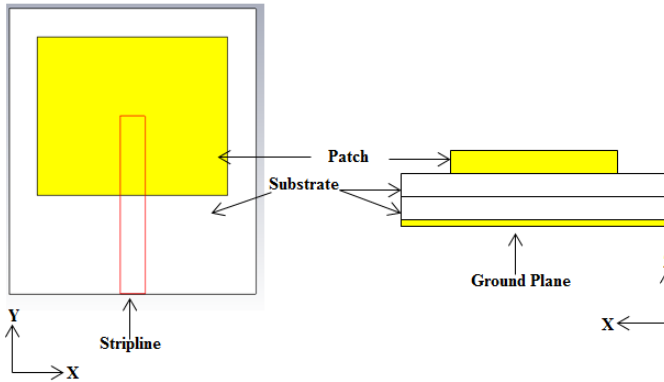 Patch
Substrate
Ground Plane
Y
X
Stripline
X